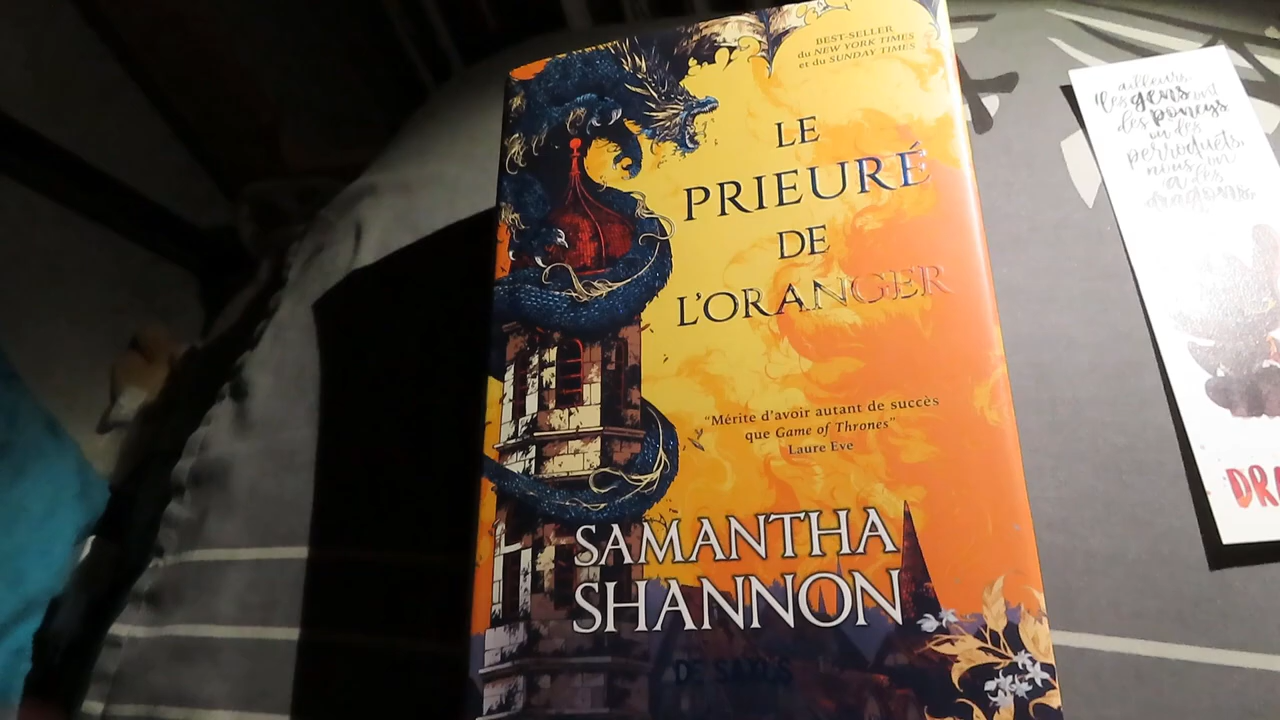 BEST-SELLER
du NEW YORK TIMES
et du SUNDAY TIMES
LE
PRIEURÉ
DE
L'ORANGER
“Mérite d'avoir autant de succès
que Game of Thrones”
Laure Eve
SAMANTHA
SHANNON
DE SAXUS
ailleurs,
les gens ont
des poneys
ou des
perroquets,
nous, on
a des
dragons.
DRA